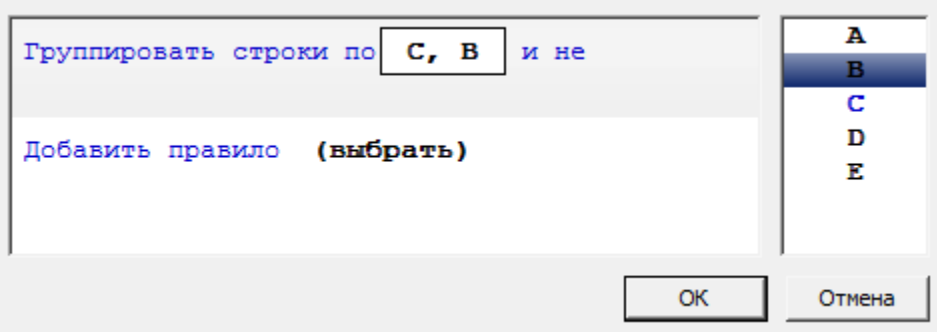 Группировать строки по C, B и не
Добавить правило (выбрать)
A
B
C
D
E
OK
Отмена